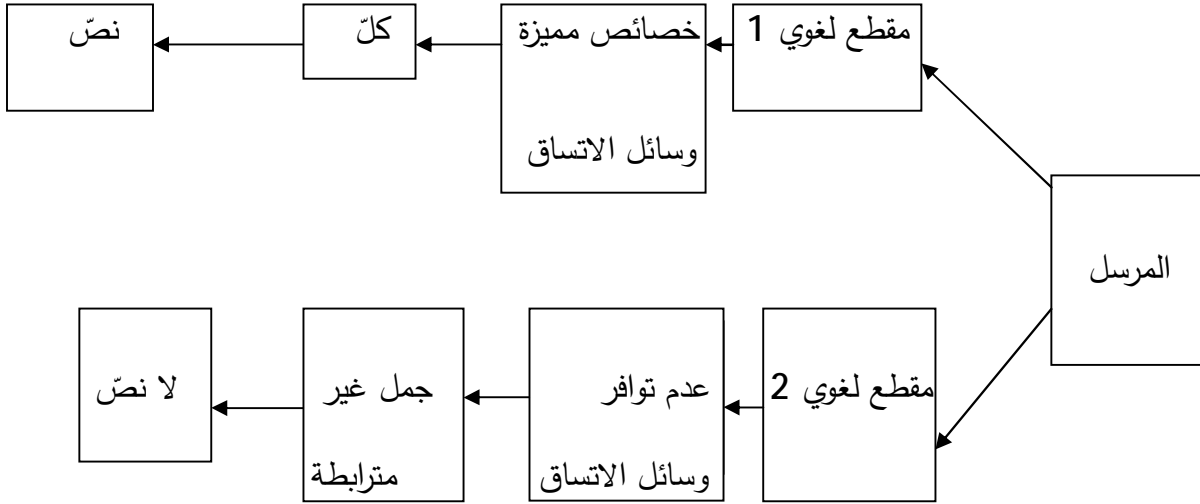 مقطع لغوي 1
خصائص مميزة
وسائل الاتساق
كلّ
نصّ
المرسل
مقطع لغوي 2
عدم توافر
وسائل الاتساق
جمل غير
مترابطة
لا نصّ